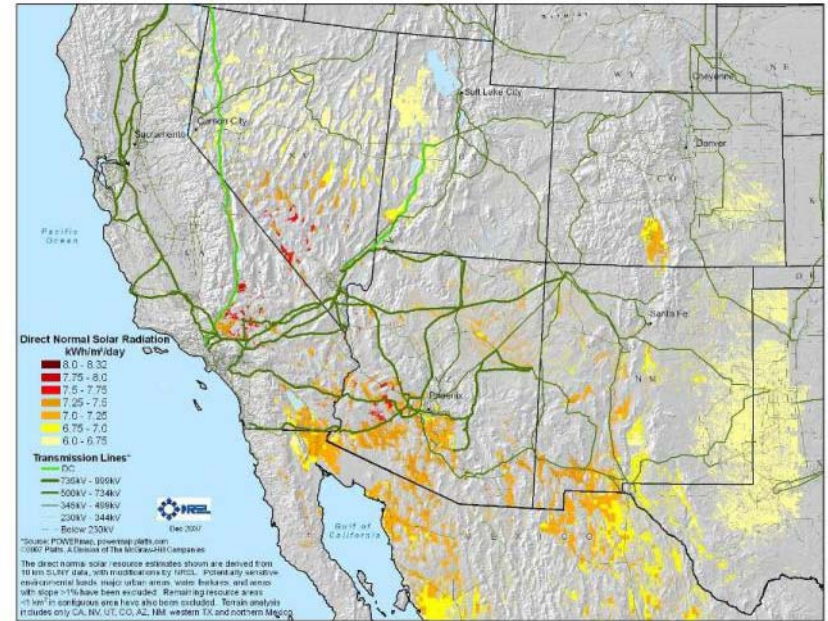 WY
NE
Cheyenne
Salt Lake City
Carson City
Sacramento
Denver
NV
CO
Pacific
Ocean
CA
OK
Santa Fe
Direct Normal Solar Radiation
kWh/m²/day
8.0 - 8.32
7.75 - 8.0
7.5 - 7.75
7.25 - 7.5
7.0 - 7.25
6.75 - 7.0
6.0 - 6.75
NM
Phoenix
Transmission Lines*
DC
735kV - 999kV
500kV - 734kV
345kV - 499kV
230kV - 344kV
Below 230kV
NREL
Dec 2007
Gulf of
California
*Source: POWERmap, powermap.platts.com
©2007 Platts, A Division of The McGraw-Hill Companies
The direct normal solar resource estimates shown are derived from
10 km SUNY data, with modifications by NREL. Potentially sensitive
environmental lands, major urban areas, water features, and areas
with slope >1% have been excluded. Remaining resource areas
<1 km² in contiguous area have also been excluded. Terrain analysis
includes only CA, NV, UT, CO, AZ, NM, western TX and northern Mexico.